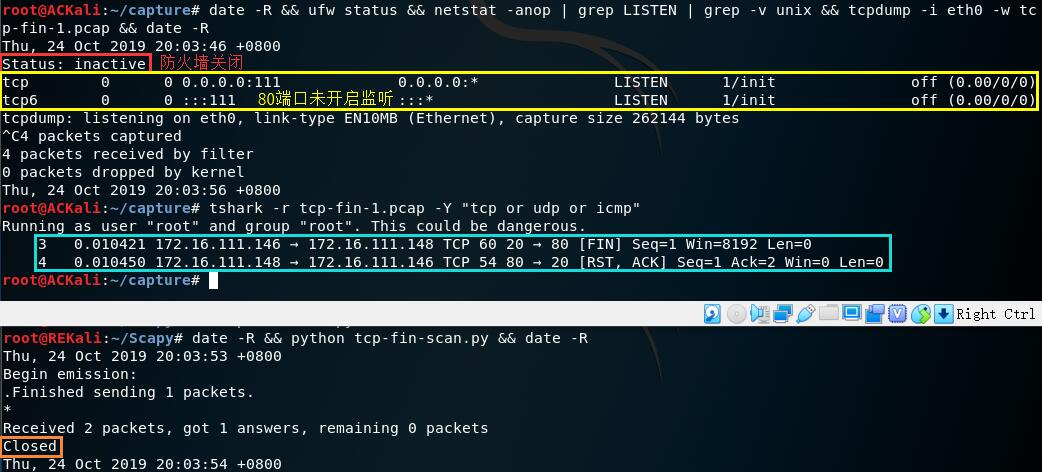 root@ACKali:~/capture# date -R && ufw status && netstat -anop | grep LISTEN | grep -v unix && tcpdump -i eth0 -w tc
p-fin-1.pcap && date -R
Thu, 24 Oct 2019 20:03:46 +0800
Status: inactive 防火墙关闭
tcp 0 0 0.0.0.0:111 0.0.0.0:* LISTEN 1/init off (0.00/0/0)
tcp6 0 0 :::111 80端口未开启监听 :::* LISTEN 1/init off (0.00/0/0)
tcpdump: listening on eth0, link-type EN10MB (Ethernet), capture size 262144 bytes
^C4 packets captured
4 packets received by filter
0 packets dropped by kernel
Thu, 24 Oct 2019 20:03:56 +0800
root@ACKali:~/capture# tshark -r tcp-fin-1.pcap -Y "tcp or udp or icmp"
Running as user "root" and group "root". This could be dangerous.
3 0.010421 172.16.111.146 → 172.16.111.148 TCP 60 20 → 80 [FIN] Seq=1 Win=8192 Len=0
4 0.010450 172.16.111.148 → 172.16.111.146 TCP 54 80 → 20 [RST, ACK] Seq=1 Ack=2 Win=0 Len=0
root@ACKali:~/capture#
Right Ctrl
root@REKali:~/Scapy# date -R && python tcp-fin-scan.py && date -R
Thu, 24 Oct 2019 20:03:53 +0800
Begin emission:
.Finished sending 1 packets.
*
Received 2 packets, got 1 answers, remaining 0 packets
Closed
Thu, 24 Oct 2019 20:03:54 +0800